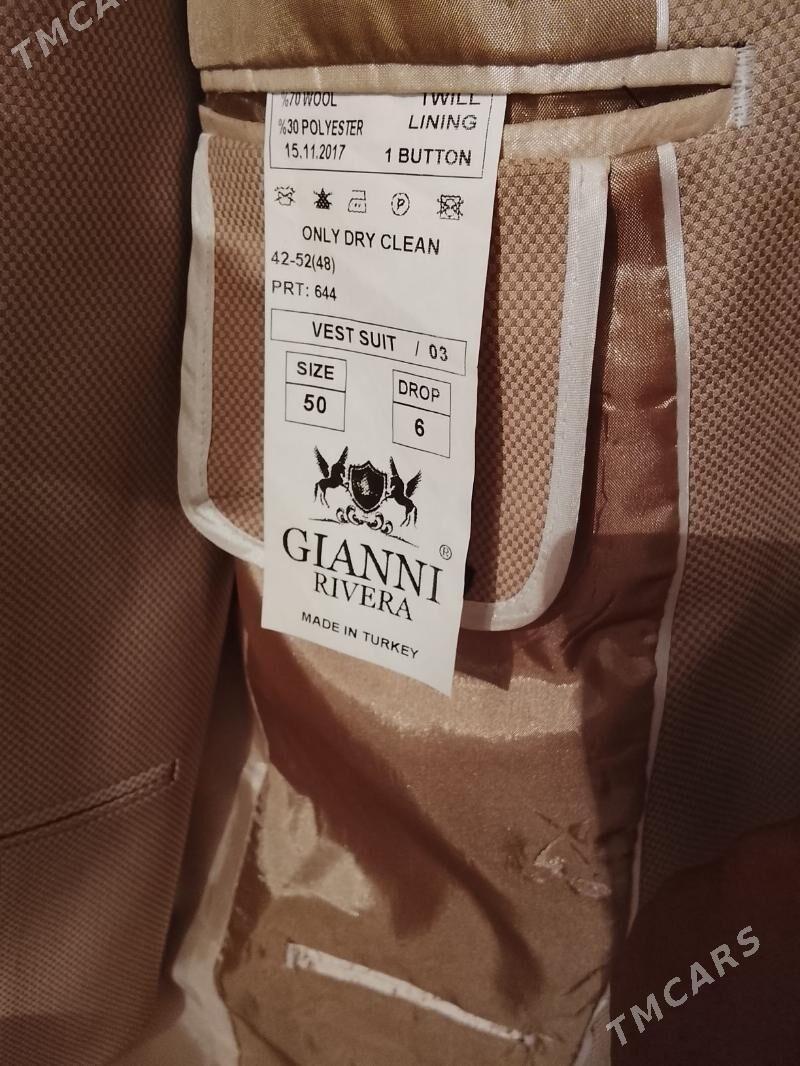 TMCARS
%70 WOOL TWILL
%30 POLYESTER LINING
15.11.2017 1 BUTTON
P
ONLY DRY CLEAN
42-52(48)
PRT: 644
VEST SUIT / 03
SIZE DROP
50 6
GIANNI ®
RIVERA
MADE IN TURKEY
TMCARS